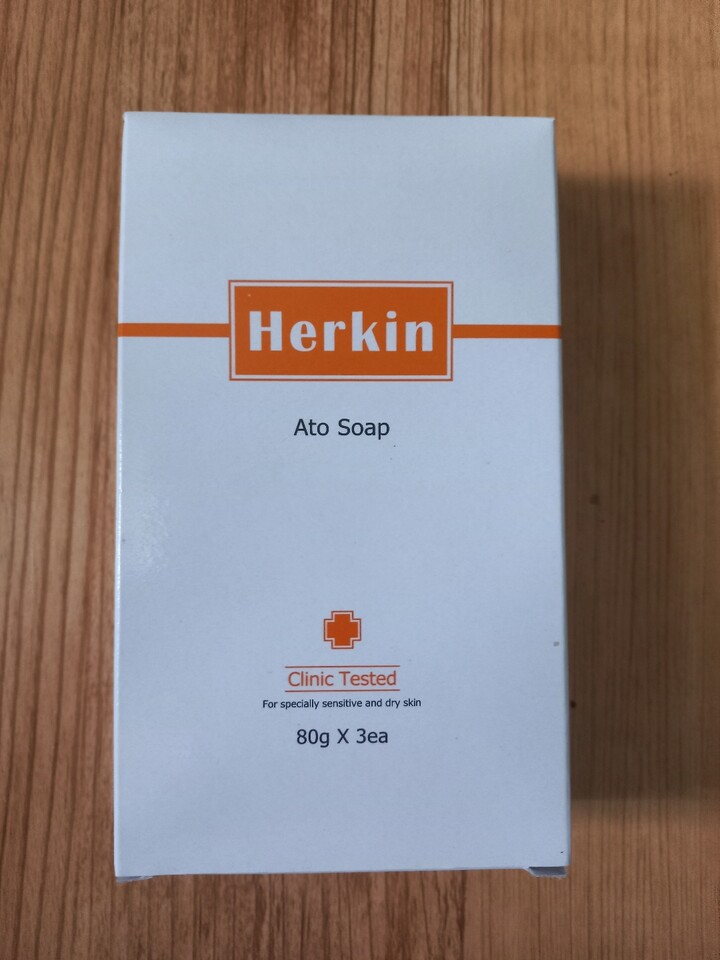 Herkin
Ato Soap
Clinic Tested
For specially sensitive and dry skin
80g X 3ea